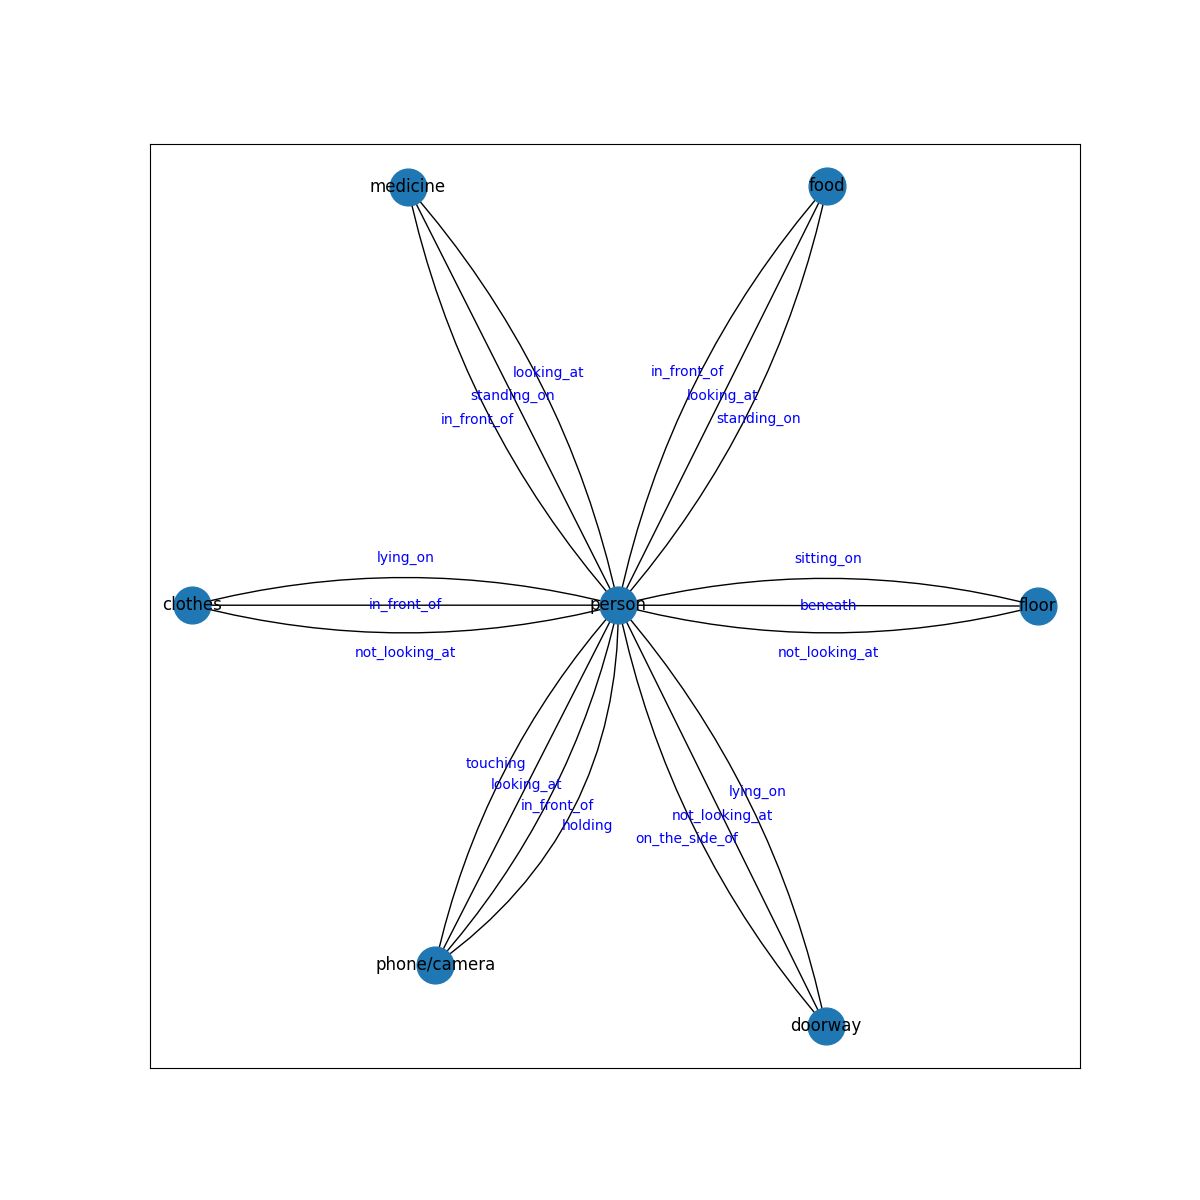 medicine
food
looking_at
in_front_of
standing_on
looking_at
in_front_of
standing_on
lying_on
sitting_on
clothes
in_front_of
person
beneath
floor
not_looking_at
not_looking_at
touching
looking_at
lying_on
in_front_of
not_looking_at
holding
on_the_side_of
phone/camera
doorway